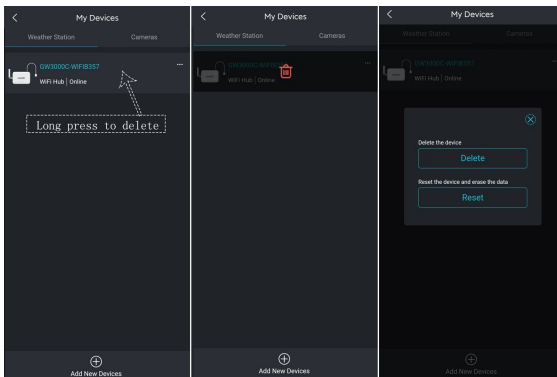 My Devices
Weather Station Cameras
GW3000C-WIFIB357
WiFi Hub | Online
Long press to delete
Add New Devices
My Devices
Weather Station Cameras
GW3000C-WIFIB357
WiFi Hub | Online
Add New Devices
My Devices
Weather Station Cameras
GW3000C-WIFIB357
WiFi Hub | Online
Delete the device
Delete
Reset the device and erase the data
Reset
Add New Devices